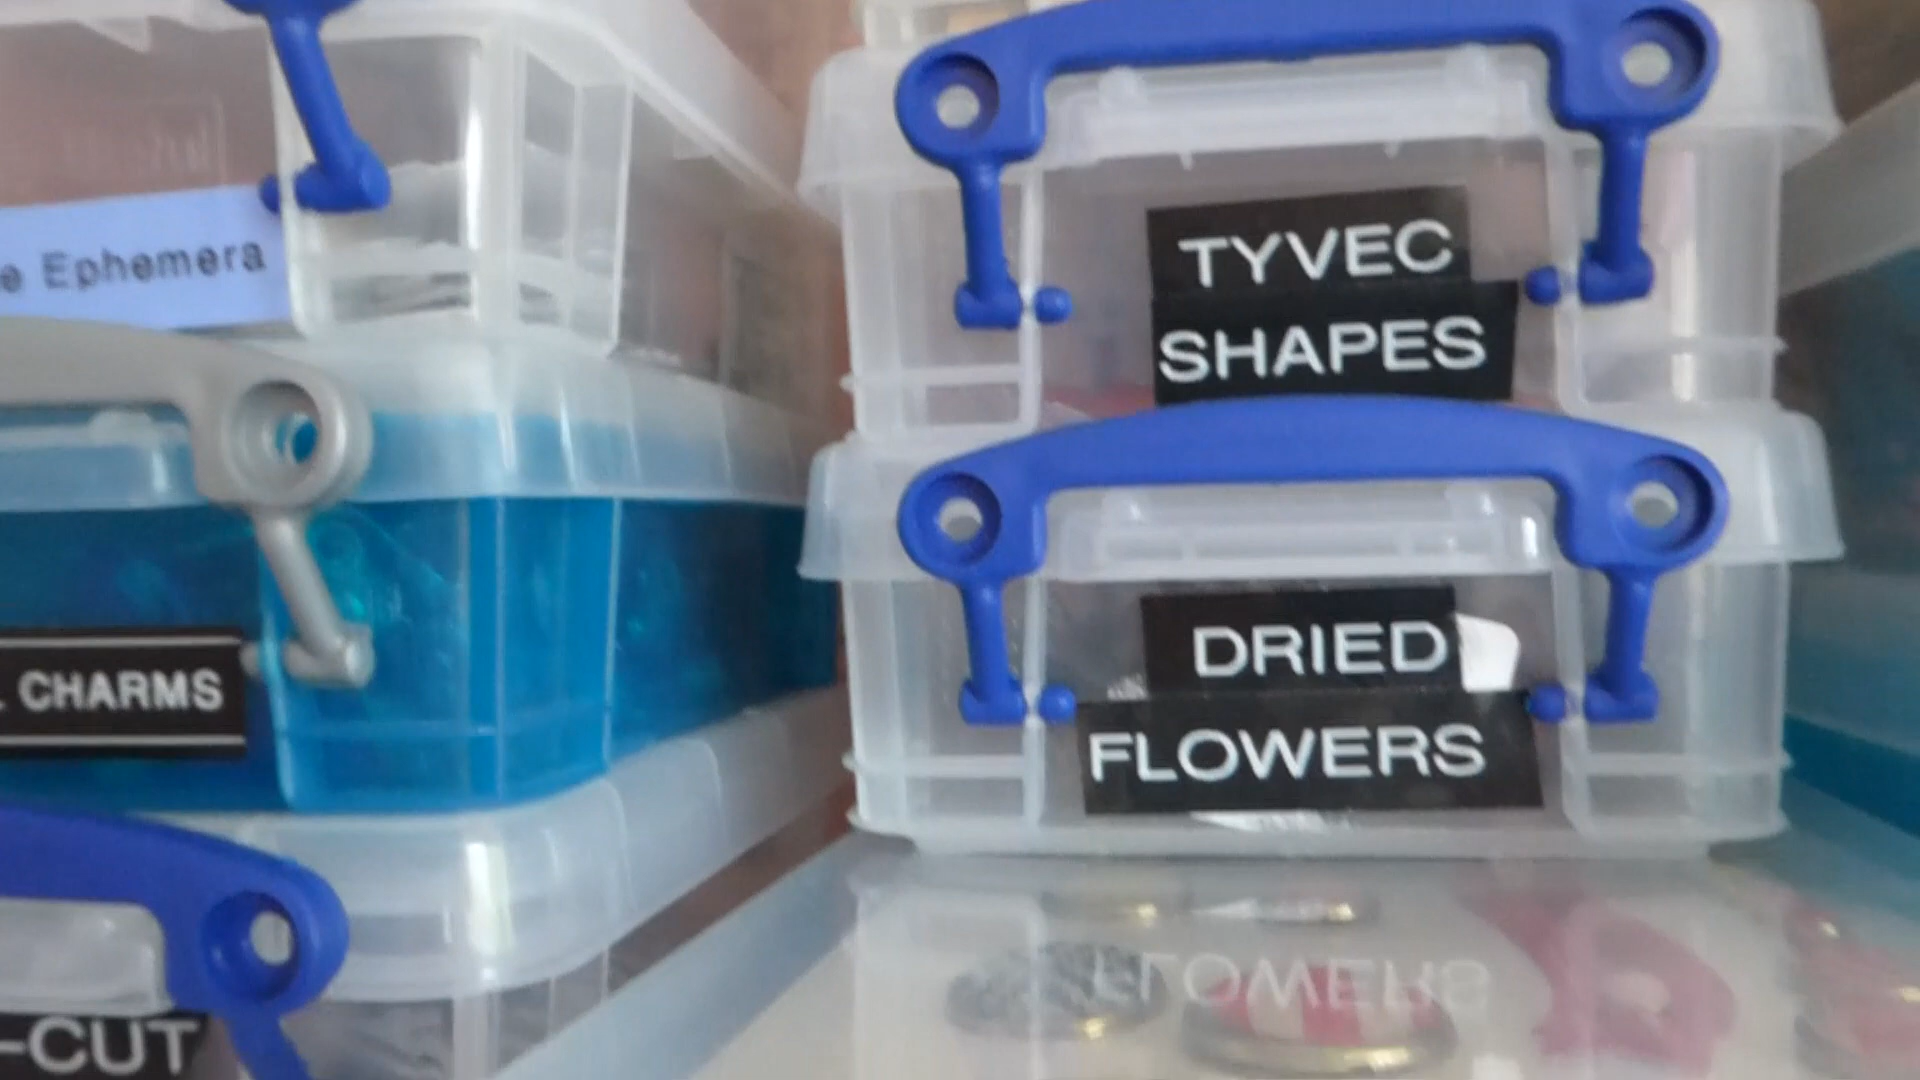 e Ephemera
CHARMS
-CUT
TYVEC
SHAPES
DRIED
FLOWERS